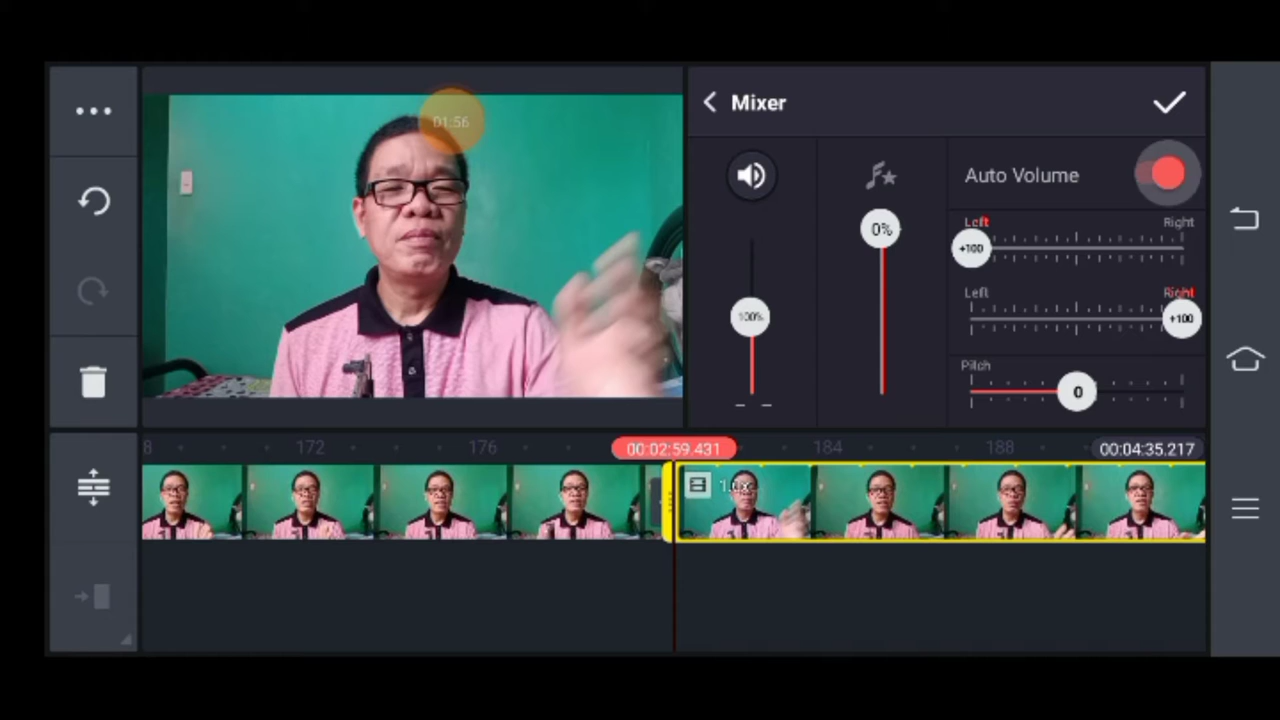 01:56
Mixer
Auto Volume
Left Right
+100
0%
Left Right
+100
100%
Pitch
0
8 172 176 00:02:59.431 184 188 00:04:35.217